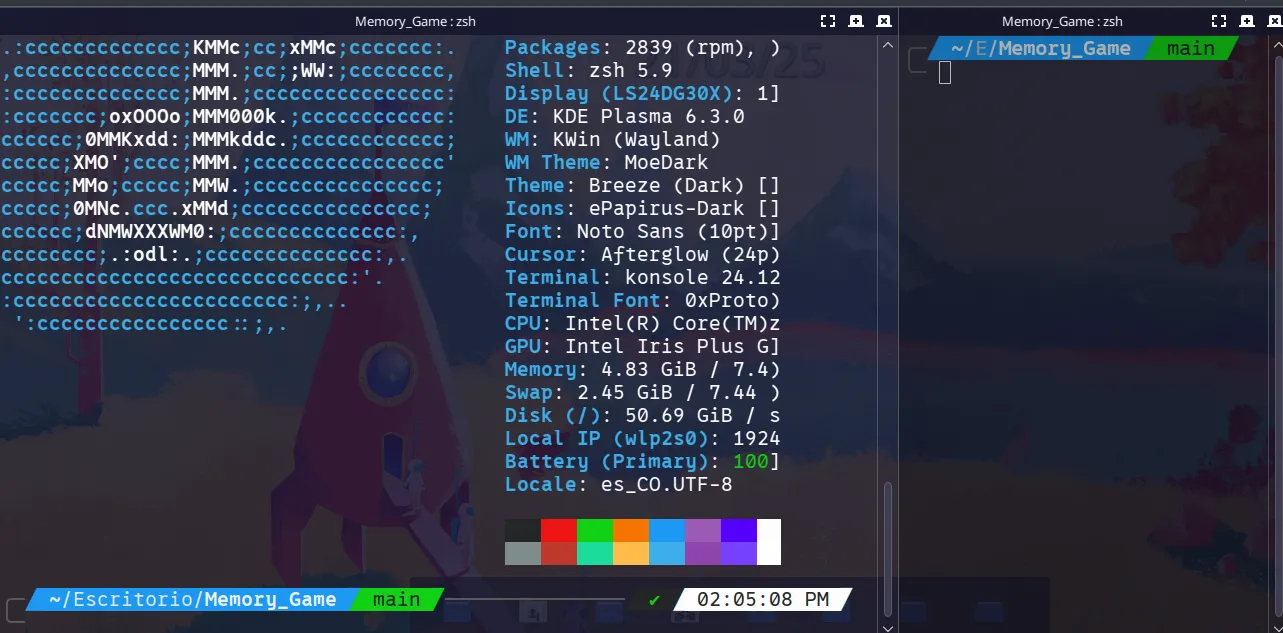 Memory_Game : zsh
.:ccccccccccccc;KMMc;cc;xMMc;ccccccc:.
,cccccccccccccc;MMM.;cc;;WW:;cccccccc,
:cccccccccccccc;MMM.;cccccccccccccccc:
:ccccccc;oxOOOo;MMM000k.;cccccccccccc:
cccccc;0MMKxdd:;MMMkddc.;cccccccccccc;
ccccc;XMO';cccc;MMM.;cccccccccccccccc'
ccccc;MMo;ccccc;MMW.;ccccccccccccccc;
ccccc;0MNc.ccc.xMMd;ccccccccccccccc;
cccccc;dNMWXXXWM0:;cccccccccccccc:,
cccccccc;.:odl:.;cccccccccccccc:,.
ccccccccccccccccccccccccccccc:'.
:ccccccccccccccccccccccc:;,..
':cccccccccccccccc::;,.
Packages: 2839 (rpm), )
Shell: zsh 5.9
Display (LS24DG30X): 1]
DE: KDE Plasma 6.3.0
WM: KWin (Wayland)
WM Theme: MoeDark
Theme: Breeze (Dark) []
Icons: ePapirus-Dark []
Font: Noto Sans (10pt)]
Cursor: Afterglow (24p)
Terminal: konsole 24.12
Terminal Font: 0xProto)
CPU: Intel(R) Core(TM)z
GPU: Intel Iris Plus G]
Memory: 4.83 GiB / 7.4)
Swap: 2.45 GiB / 7.44 )
Disk (/): 50.69 GiB / s
Local IP (wlp2s0): 1924
Battery (Primary): 100]
Locale: es_CO.UTF-8
~/Escritorio/Memory_Game main ✔ 02:05:08 PM
Memory_Game : zsh
~/E/Memory_Game main